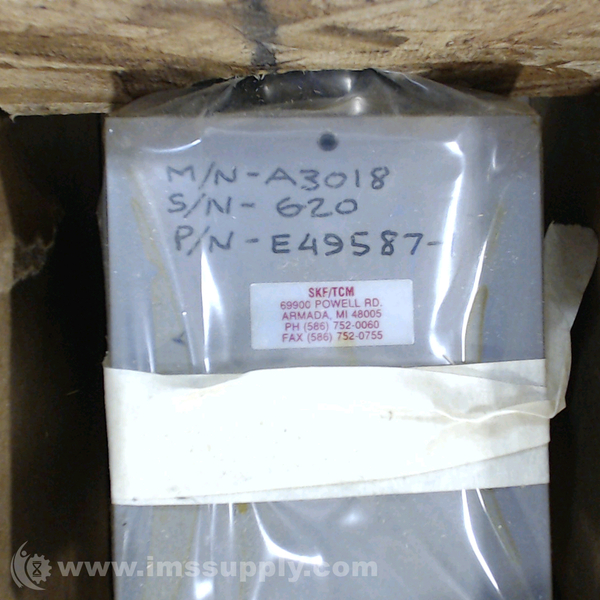 M/N-A3018
S/N-620
P/N-E49587-
SKF/TCM
69900 POWELL RD.
ARMADA, MI 48005
PH (586) 752-0060
FAX (586) 752-0755
www.imssupply.com